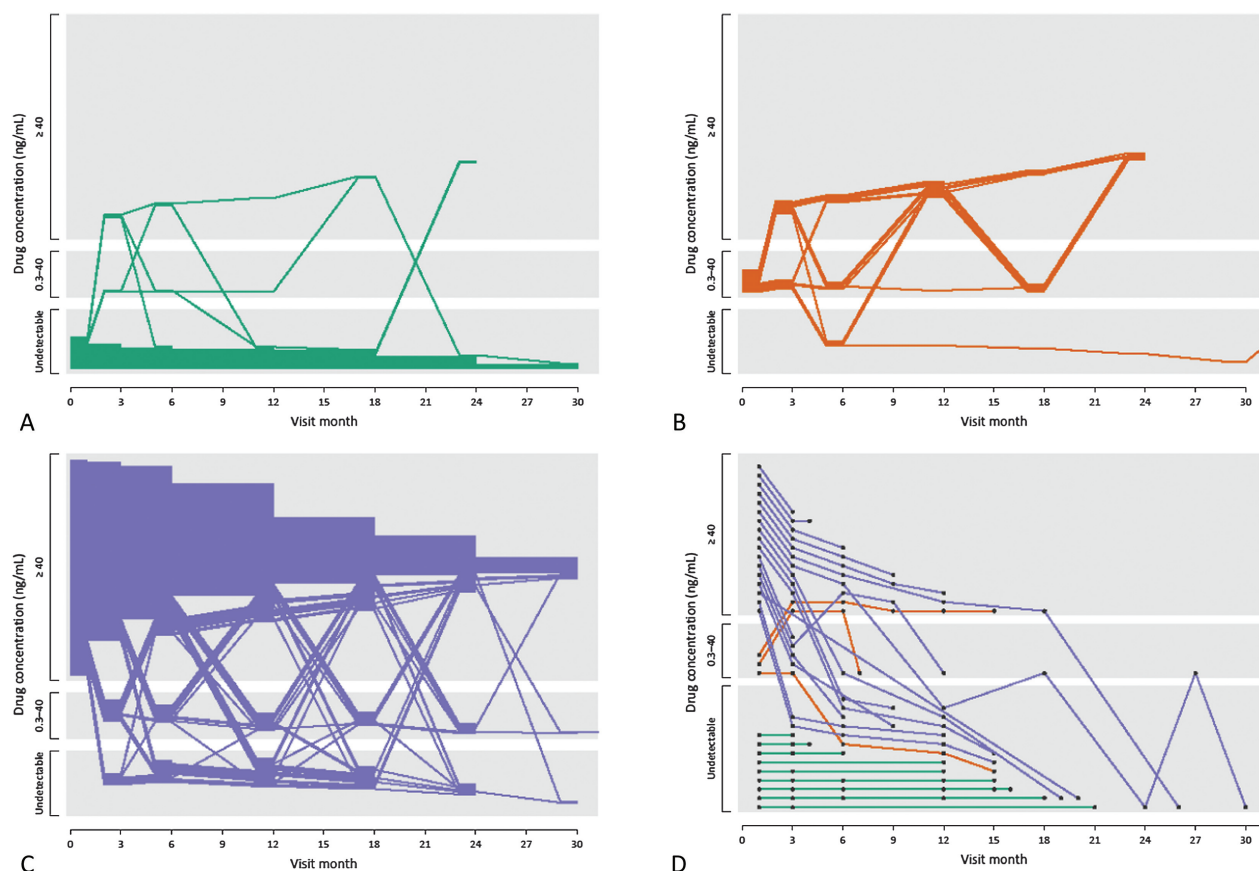 Drug concentration (ng/mL)
≥ 40
0.3–40
Undetectable
0 3 6 9 12 15 18 21 24 27 30
Visit month
A
Drug concentration (ng/mL)
≥ 40
0.3–40
Undetectable
0 3 6 9 12 15 18 21 24 27 30
Visit month
B
Drug concentration (ng/mL)
≥ 40
0.3–40
Undetectable
0 3 6 9 12 15 18 21 24 27 30
Visit month
C
Drug concentration (ng/mL)
≥ 40
0.3–40
Undetectable
0 3 6 9 12 15 18 21 24 27 30
Visit month
D